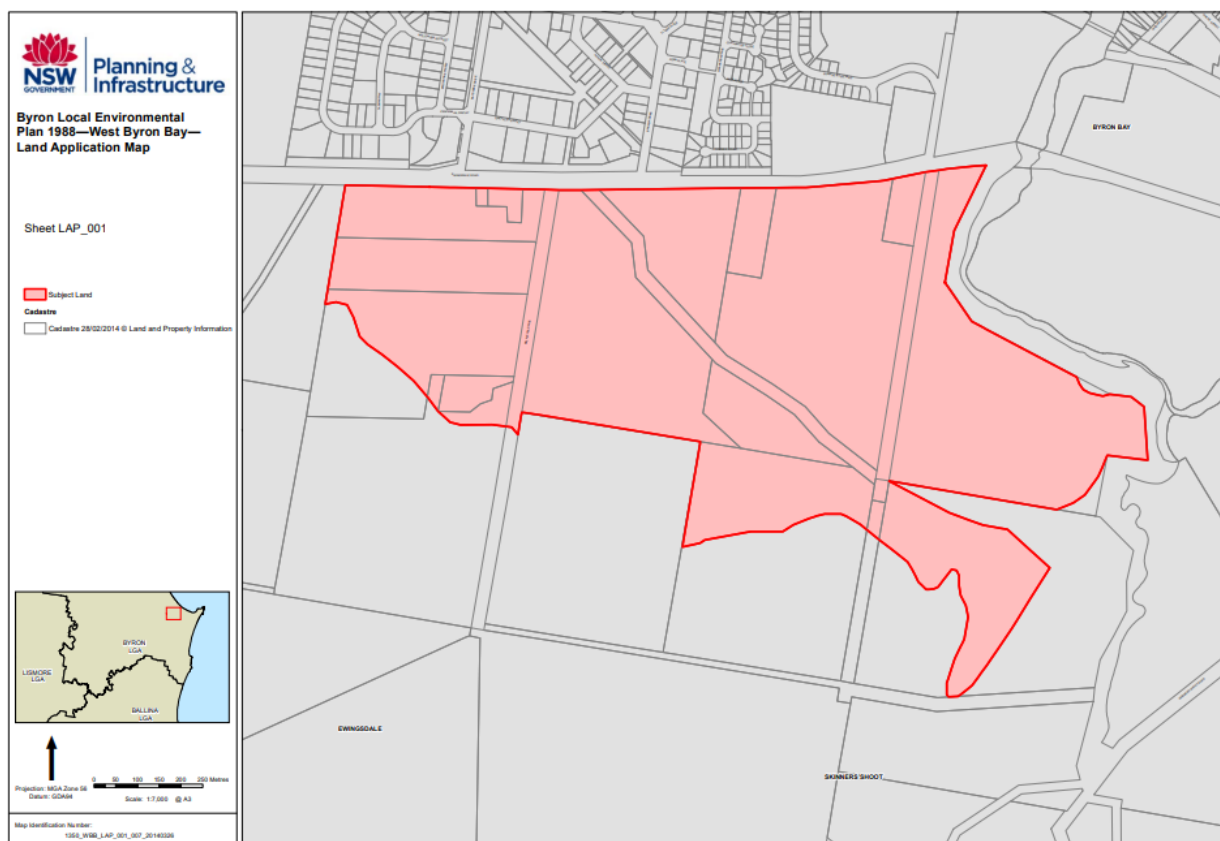 NSW
GOVERNMENT
Planning &
Infrastructure
Byron Local Environmental
Plan 1988—West Byron Bay—
Land Application Map
Sheet LAP_001
Subject Land
Cadastre
Cadastre 28/02/2014 © Land and Property Information
BYRON
LGA
LISMORE
LGA
BALLINA
LGA
Projection: MGA Zone 56
Datum: GDA94
0 50 100 150 200 250 Metres
Scale: 1:7,000 @ A3
Map Identification Number:
1350_WBB_LAP_001_007_20140326
BYRON BAY
EWINGSDALE
SKINNERS SHOOT